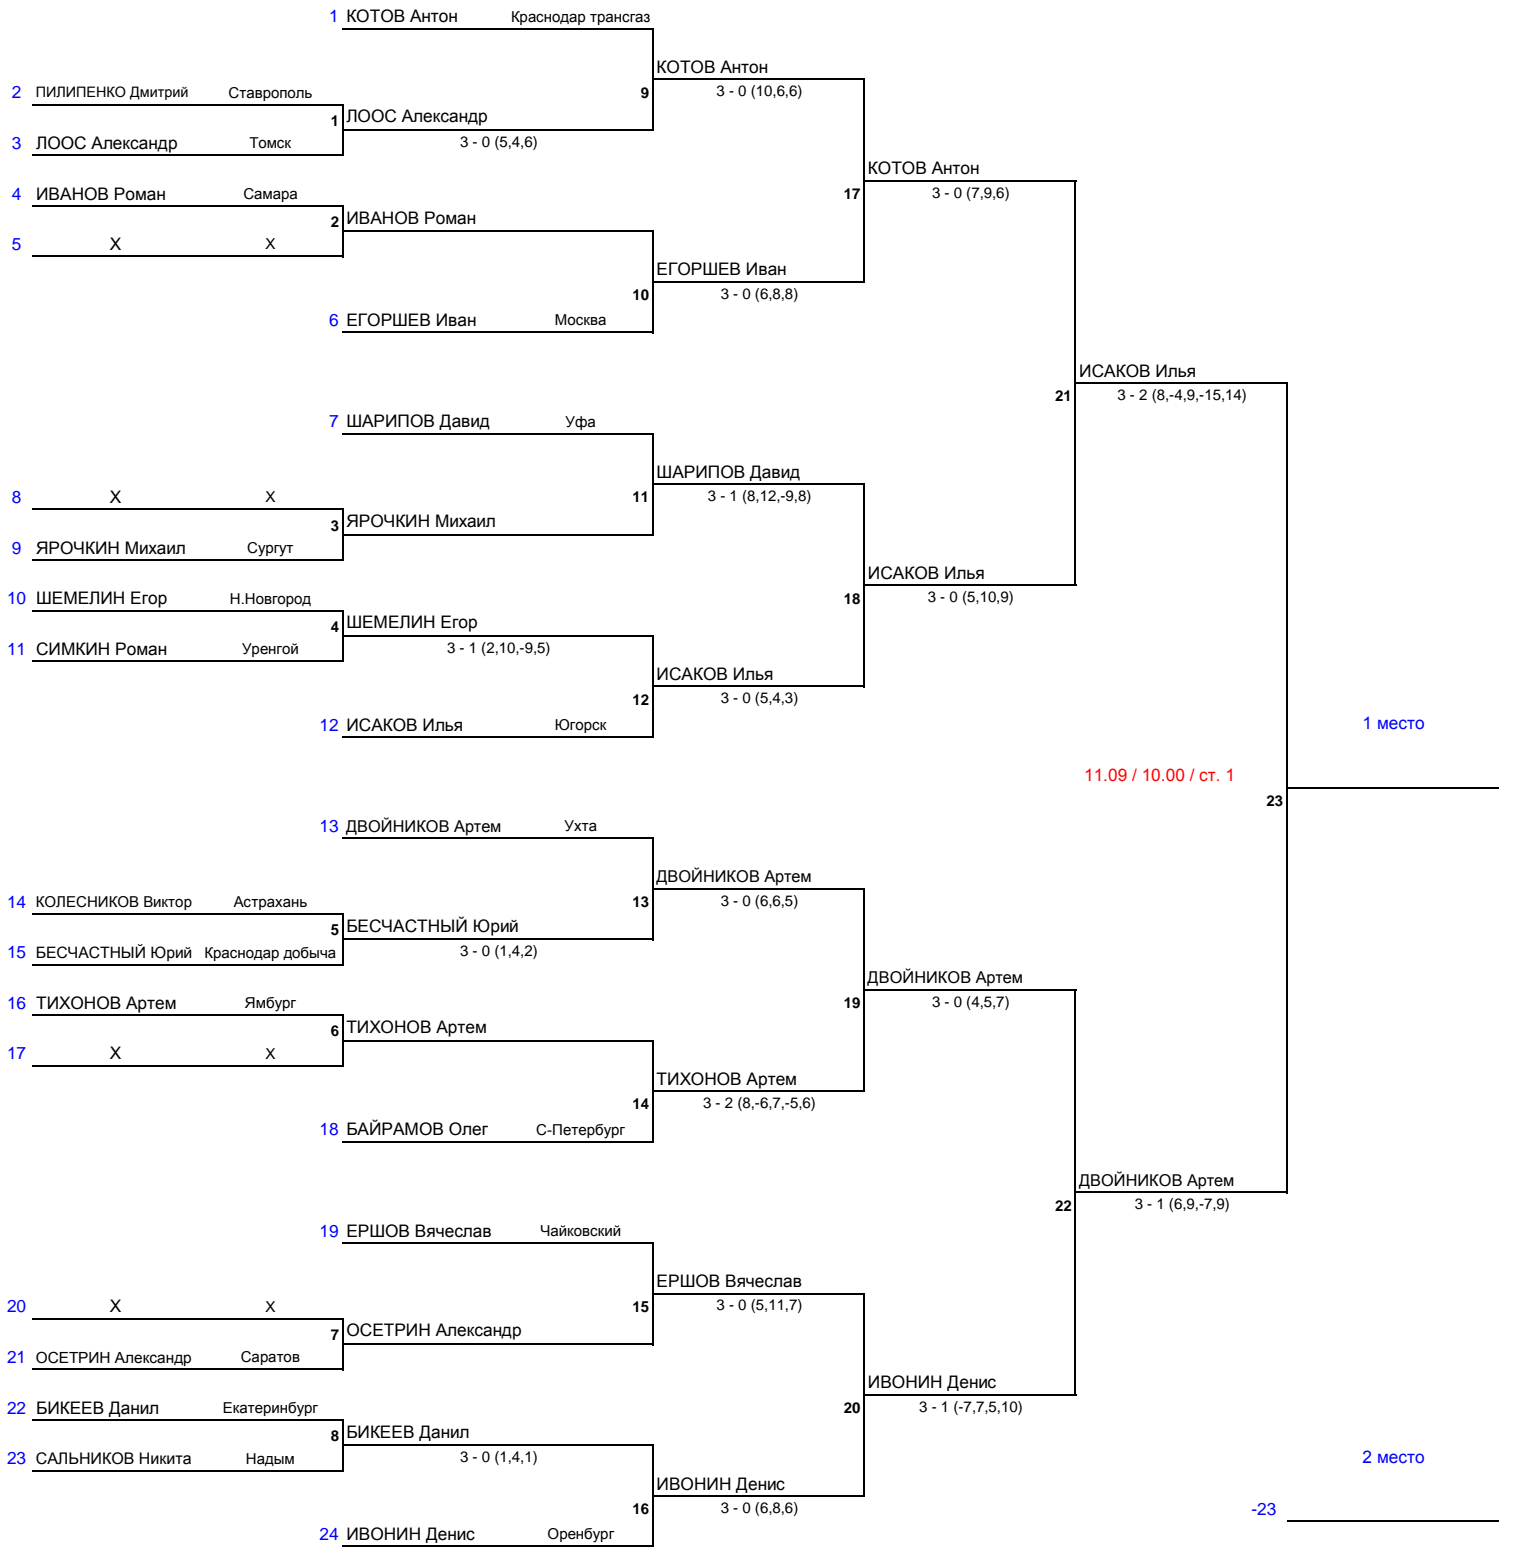 1 КОТОВ Антон Краснодар трансгаз
КОТОВ Антон
2 ПИЛИПЕНКО Дмитрий Ставрополь 9 3 - 0 (10,6,6)
1 ЛООС Александр
3 ЛООС Александр Томск 3 - 0 (5,4,6)
КОТОВ Антон
4 ИВАНОВ Роман Самара 17 3 - 0 (7,9,6)
2 ИВАНОВ Роман
5 X X
ЕГОРШЕВ Иван
10 3 - 0 (6,8,8)
6 ЕГОРШЕВ Иван Москва
ИСАКОВ Илья
21 3 - 2 (8,-4,9,-15,14)
7 ШАРИПОВ Давид Уфа
ШАРИПОВ Давид
8 X X 11 3 - 1 (8,12,-9,8)
3 ЯРОЧКИН Михаил
9 ЯРОЧКИН Михаил Сургут
ИСАКОВ Илья
10 ШЕМЕЛИН Егор Н.Новгород 18 3 - 0 (5,10,9)
4 ШЕМЕЛИН Егор
11 СИМКИН Роман Уренгой 3 - 1 (2,10,-9,5)
ИСАКОВ Илья
12 3 - 0 (5,4,3)
12 ИСАКОВ Илья Югорск 1 место
11.09 / 10.00 / ст. 1
23
13 ДВОЙНИКОВ Артем Ухта
ДВОЙНИКОВ Артем
14 КОЛЕСНИКОВ Виктор Астрахань 13 3 - 0 (6,6,5)
5 БЕСЧАСТНЫЙ Юрий
15 БЕСЧАСТНЫЙ Юрий Краснодар добыча 3 - 0 (1,4,2)
ДВОЙНИКОВ Артем
16 ТИХОНОВ Артем Ямбург 19 3 - 0 (4,5,7)
6 ТИХОНОВ Артем
17 X X
ТИХОНОВ Артем
14 3 - 2 (8,-6,7,-5,6)
18 БАЙРАМОВ Олег С-Петербург
ДВОЙНИКОВ Артем
22 3 - 1 (6,9,-7,9)
19 ЕРШОВ Вячеслав Чайковский
ЕРШОВ Вячеслав
20 X X 15 3 - 0 (5,11,7)
7 ОСЕТРИН Александр
21 ОСЕТРИН Александр Саратов
ИВОНИН Денис
22 БИКЕЕВ Данил Екатеринбург 20 3 - 1 (-7,7,5,10)
8 БИКЕЕВ Данил
23 САЛЬНИКОВ Никита Надым 3 - 0 (1,4,1) 2 место
ИВОНИН Денис
16 3 - 0 (6,8,6) -23
24 ИВОНИН Денис Оренбург